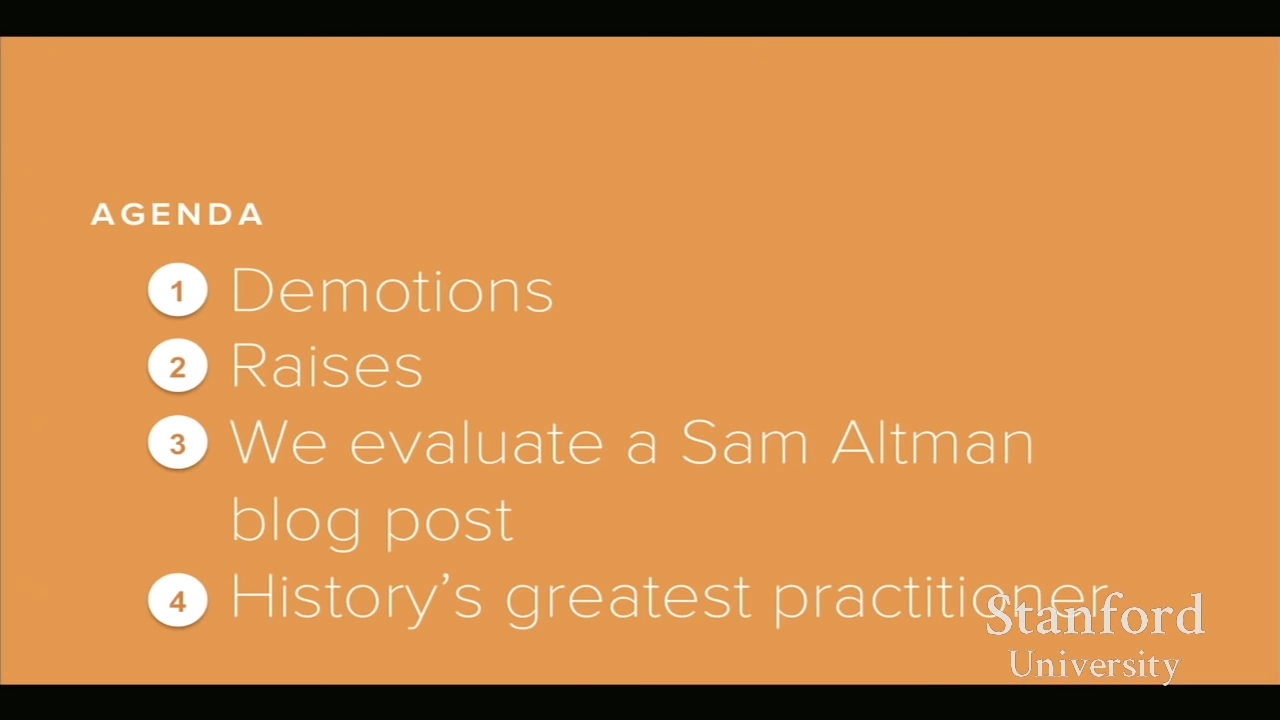 AGENDA
1 Demotions
2 Raises
3 We evaluate a Sam Altman
blog post
4 History’s greatest practitioner
Stanford
University